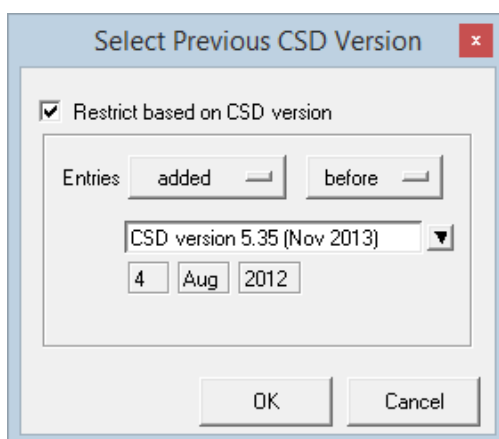 Select Previous CSD Version x
Restrict based on CSD version
Entries added before
CSD version 5.35 (Nov 2013)
4 Aug 2012
OK Cancel